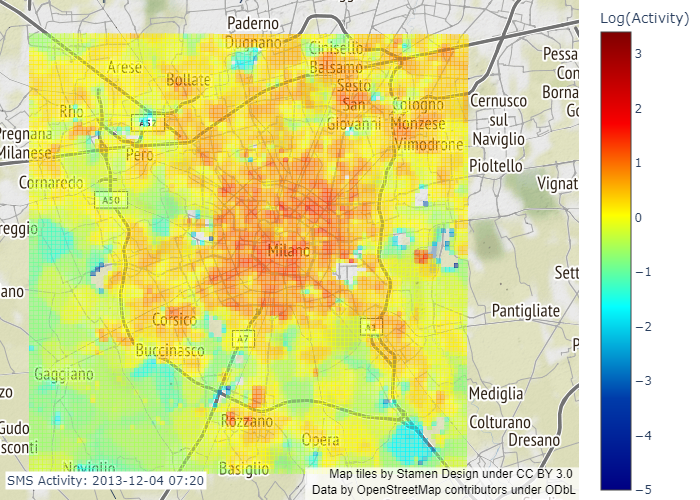 Log(Activity)
3
2
1
0
−1
−2
−3
−4
−5
Paderno
Dugnano
Cinisello
Balsamo
Arese
Bollate
Sesto
San
Giovanni
Cologno
Monzese
Vimodrone
Rho
A52
Pero
Pregnana
Milanese
Cornaredo
A50
reggio
ano
Milano
Corsico
Buccinasco
A7
A1
Gaggiano
zo
Gudo
sconti
Rozzano
Opera
Noviglio
Basiglio
Pessa
Con
Borna
Go
Cernusco
sul
Naviglio
Pioltello
Vignat
Sett
Pantigliate
P
Mediglia
Colturano
Dresano
SMS Activity: 2013-12-04 07:20
Map tiles by Stamen Design under CC BY 3.0
Data by OpenStreetMap contributors under ODbL